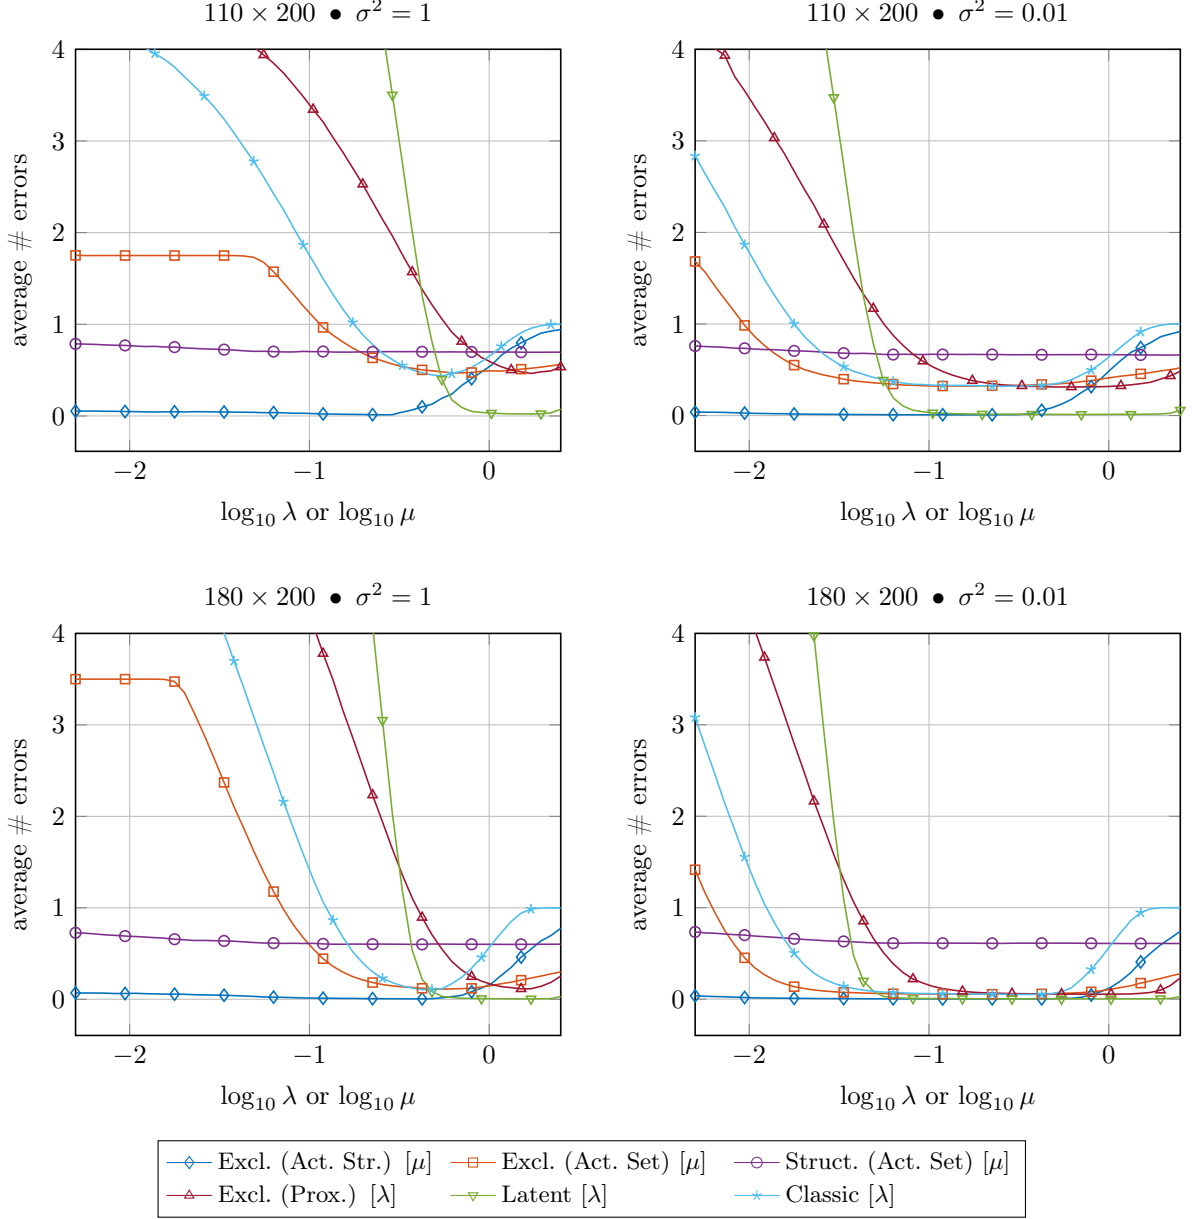 110 × 200 • σ² = 1
110 × 200 • σ² = 0.01
4
3
2
1
0
average # errors
−2
−1
0
log₁₀ λ or log₁₀ μ
4
3
2
1
0
average # errors
−2
−1
0
log₁₀ λ or log₁₀ μ
180 × 200 • σ² = 1
180 × 200 • σ² = 0.01
4
3
2
1
0
average # errors
−2
−1
0
log₁₀ λ or log₁₀ μ
4
3
2
1
0
average # errors
−2
−1
0
log₁₀ λ or log₁₀ μ
Excl. (Act. Str.) [μ]
Excl. (Act. Set) [μ]
Struct. (Act. Set) [μ]
Excl. (Prox.) [λ]
Latent [λ]
Classic [λ]